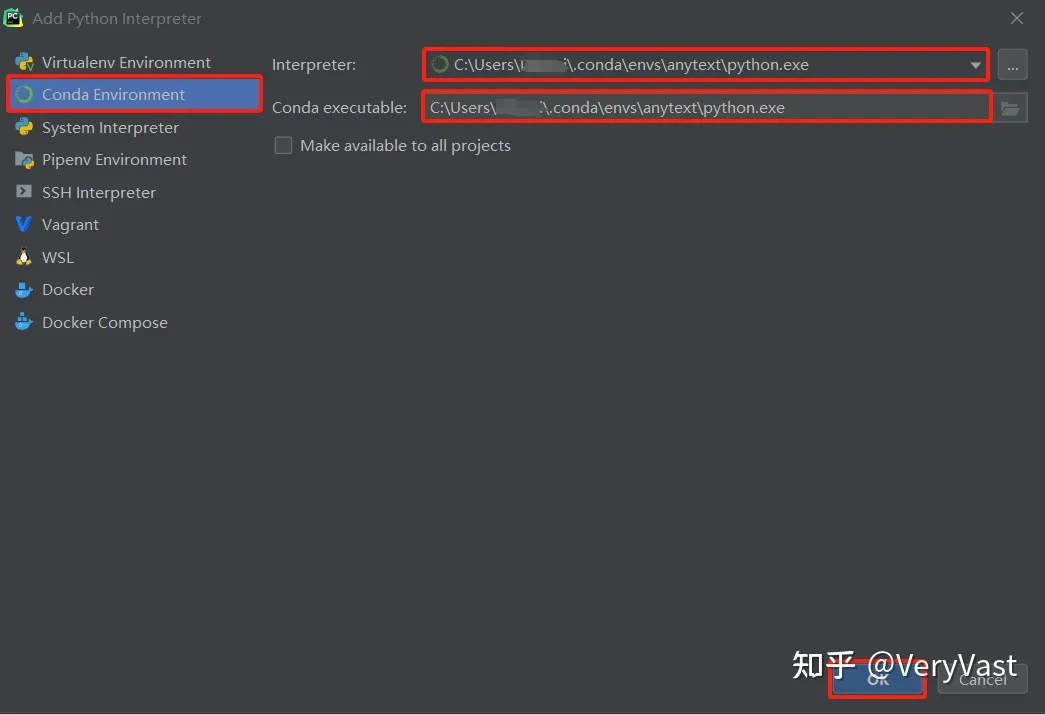 PC Add Python Interpreter
Virtualenv Environment
Conda Environment
System Interpreter
Pipenv Environment
SSH Interpreter
Vagrant
WSL
Docker
Docker Compose
Interpreter: C:\Users\ \.conda\envs\anytext\python.exe ...
Conda executable: C:\Users\ \.conda\envs\anytext\python.exe
Make available to all projects
知乎 @VeryVast
OK Cancel